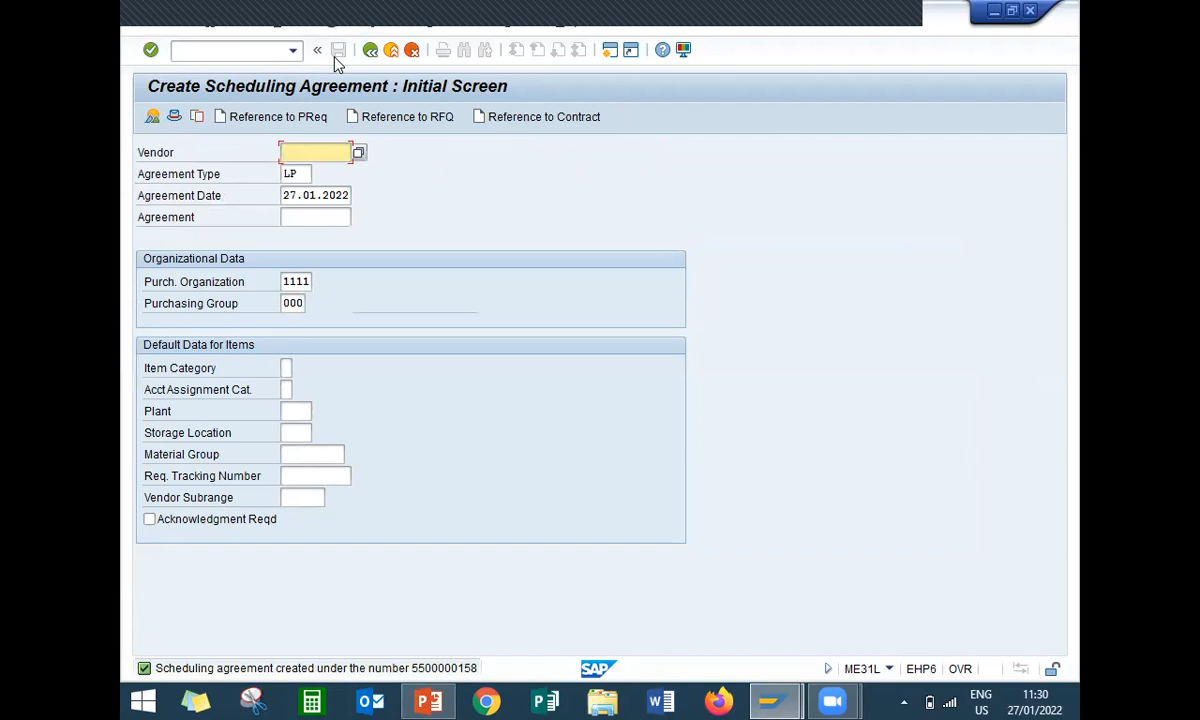 Create Scheduling Agreement : Initial Screen
Reference to PReq Reference to RFQ Reference to Contract
Vendor
Agreement Type LP
Agreement Date 27.01.2022
Agreement
Organizational Data
Purch. Organization 1111
Purchasing Group 000
Default Data for Items
Item Category
Acct Assignment Cat.
Plant
Storage Location
Material Group
Req. Tracking Number
Vendor Subrange
Acknowledgment Reqd
Scheduling agreement created under the number 5500000158 SAP ME31L EHP6 OVR
ENG 11:30
US 27/01/2022